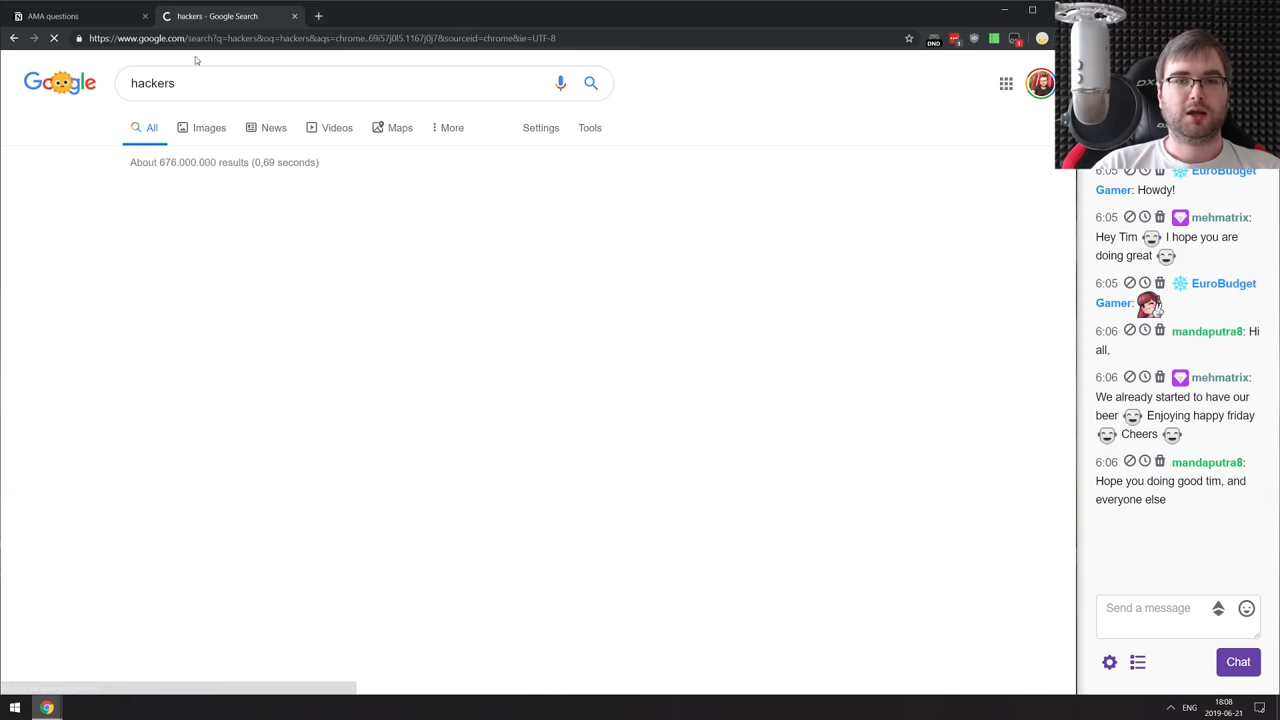 AMA questions
hackers - Google Search
https://www.google.com/search?q=hackers&oq=hackers&aqs=chrome..69i57j0l5.1167j0j7&sourceid=chrome&ie=UTF-8
DND
1
1
Google
hackers
All
Images
News
Videos
Maps
More
Settings
Tools
About 676.000.000 results (0,69 seconds)
DX
6:05 EuroBudget
Gamer: Howdy!
6:05 mehmatrix:
Hey Tim I hope you are
doing great
6:05 EuroBudget
Gamer:
6:06 mandaputra8: Hi
all,
6:06 mehmatrix:
We already started to have our
beer Enjoying happy friday
Cheers
6:06 mandaputra8:
Hope you doing good tim, and
everyone else
Send a message
Chat
ENG
18:08
2019-06-21